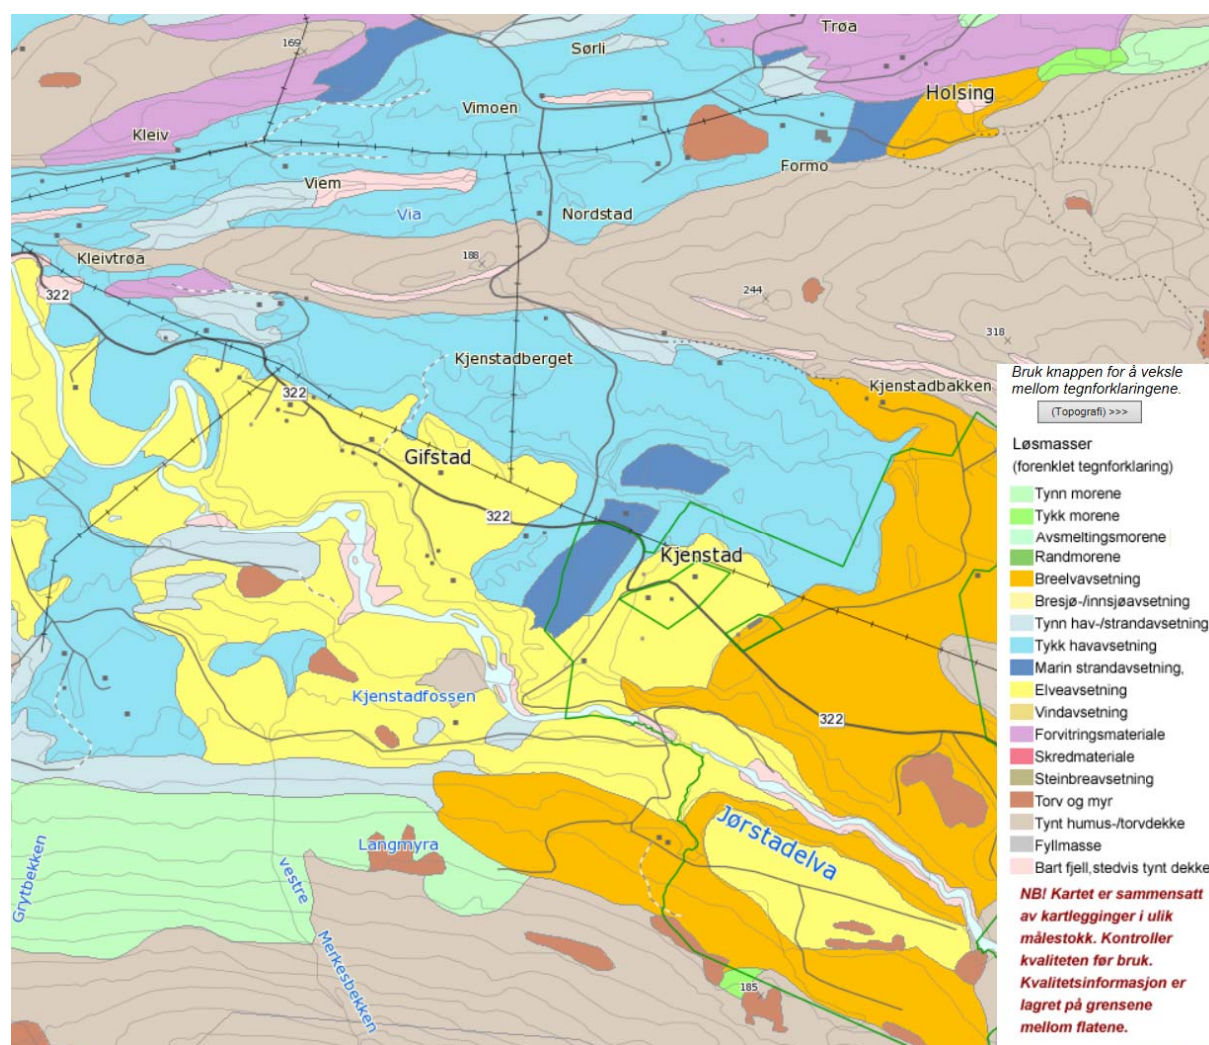 Trøa
169
Sørli
Holsing
Vimoen
Kleiv
Formo
Viem
Via
Nordstad
Kleivtrøa
188
322
244
318
Kjenstadberget
Kjenstadbakken
322
Gifstad
322
Kjenstad
Kjenstadfossen
322
Jørstadelva
Langmyra
Grytbekken
vestre
Merkesbekken
185
Bruk knappen for å veksle
mellom tegnforklaringene.
(Topografi) >>>
Løsmasser
(forenklet tegnforklaring)
Tynn morene
Tykk morene
Avsmeltingsmorene
Randmorene
Breelvavsetning
Bresjø-/innsjøavsetning
Tynn hav-/strandavsetning
Tykk havavsetning
Marin strandavsetning,
Elveavsetning
Vindavsetning
Forvitringsmateriale
Skredmateriale
Steinbreavsetning
Torv og myr
Tynt humus-/torvdekke
Fyllmasse
Bart fjell,stedvis tynt dekke
NB! Kartet er sammensatt
av kartlegginger i ulik
målestokk. Kontroller
kvaliteten før bruk.
Kvalitetsinformasjon er
lagret på grensene
mellom flatene.